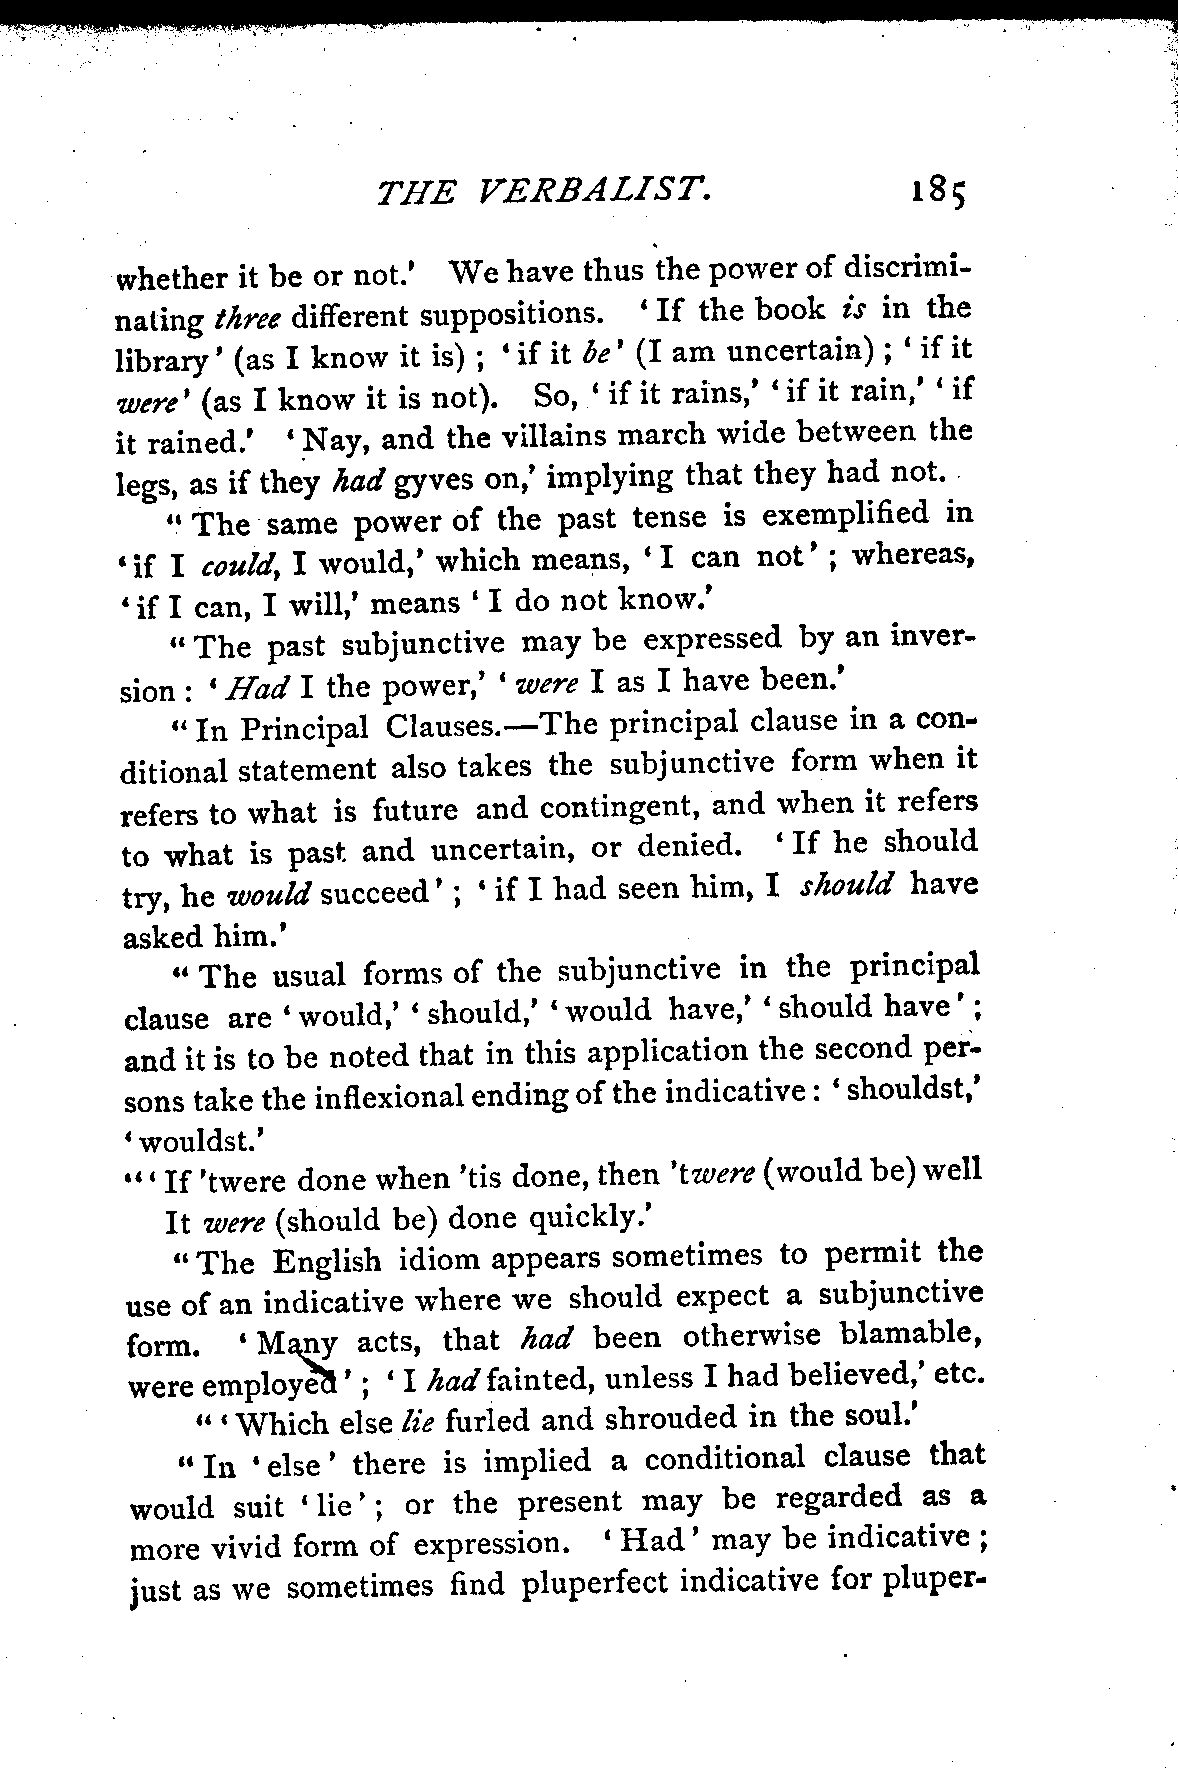 THE VERBALIST. 185
whether it be or not.' We have thus the power of discrimi-
nating three different suppositions. 'If the book is in the
library' (as I know it is) ; 'if it be' (I am uncertain) ; 'if it
were' (as I know it is not). So, 'if it rains,' 'if it rain,' 'if
it rained.' 'Nay, and the villains march wide between the
legs, as if they had gyves on,' implying that they had not.
"The same power of the past tense is exemplified in
'if I could, I would,' which means, 'I can not' ; whereas,
'if I can, I will,' means 'I do not know.'
"The past subjunctive may be expressed by an inver-
sion : 'Had I the power,' 'were I as I have been.'
"In Principal Clauses.—The principal clause in a con-
ditional statement also takes the subjunctive form when it
refers to what is future and contingent, and when it refers
to what is past and uncertain, or denied. 'If he should
try, he would succeed' ; 'if I had seen him, I should have
asked him.'
"The usual forms of the subjunctive in the principal
clause are 'would,' 'should,' 'would have,' 'should have' ;
and it is to be noted that in this application the second per-
sons take the inflexional ending of the indicative : 'shouldst,'
'wouldst.'
"'If 'twere done when 'tis done, then 'twere (would be) well
It were (should be) done quickly.'
"The English idiom appears sometimes to permit the
use of an indicative where we should expect a subjunctive
form. 'Many acts, that had been otherwise blamable,
were employed' ; 'I had fainted, unless I had believed,' etc.
"'Which else lie furled and shrouded in the soul.'
"In 'else' there is implied a conditional clause that
would suit 'lie' ; or the present may be regarded as a
more vivid form of expression. 'Had' may be indicative ;
just as we sometimes find pluperfect indicative for pluper-